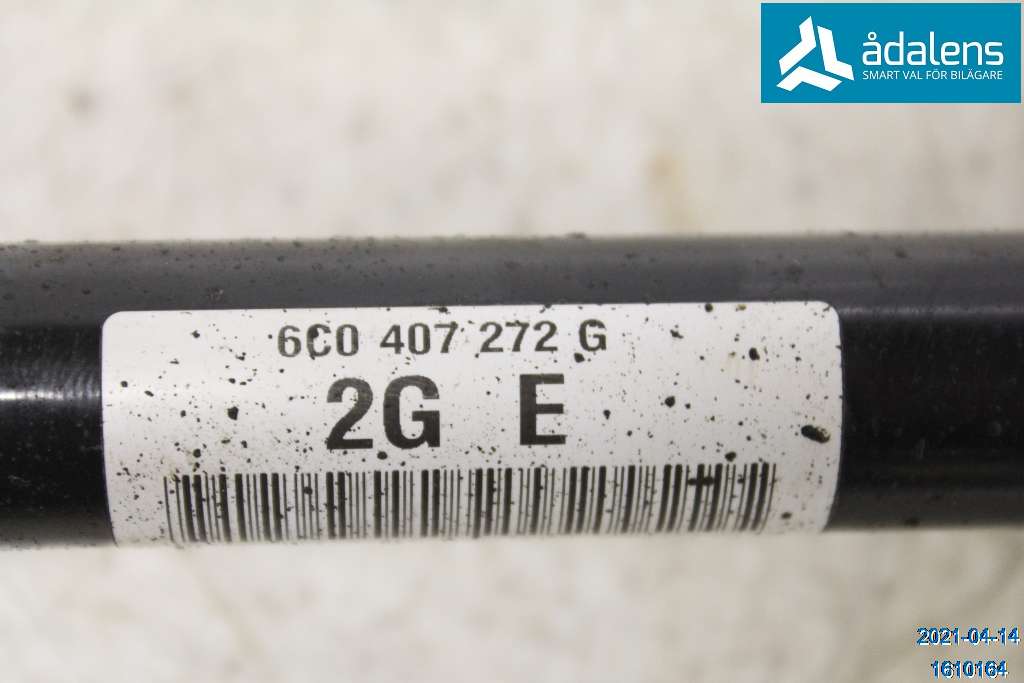 ådalens
SMART VAL FÖR BILÄGARE
6C0 407 272 G
2G E
2021-04-14
1610164